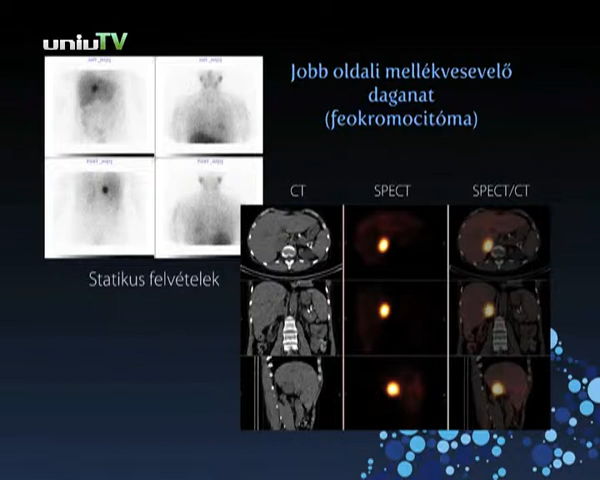 uniuTV
Jobb oldali mellékvesevelő
daganat
(feokromocitóma)
CT
SPECT
SPECT/CT
Statikus felvételek